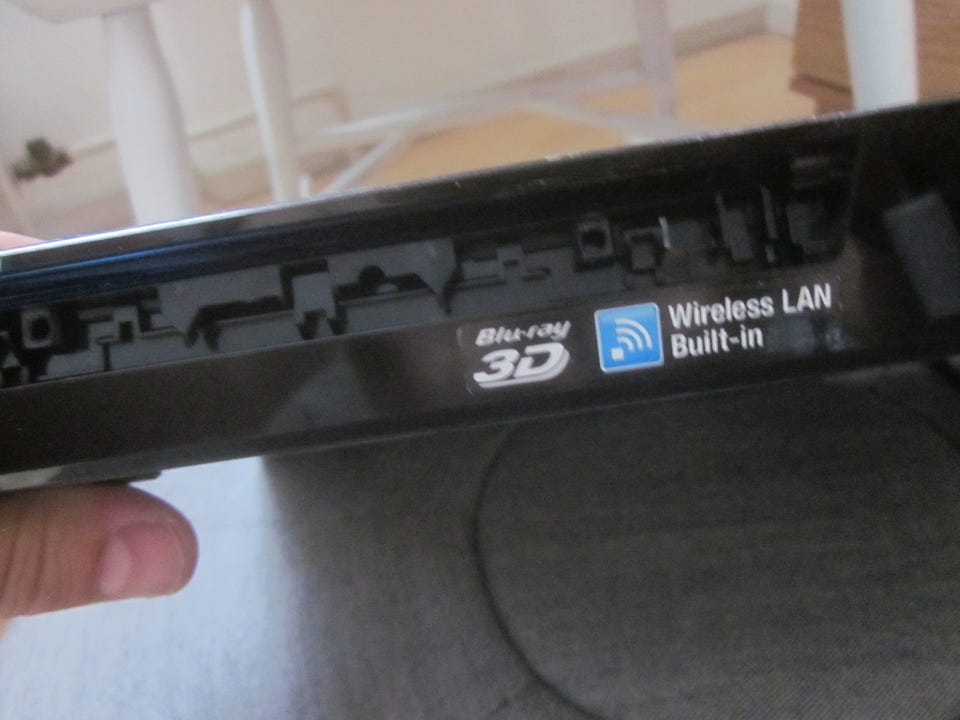 Blu-ray
3D
Wireless LAN
Built-in